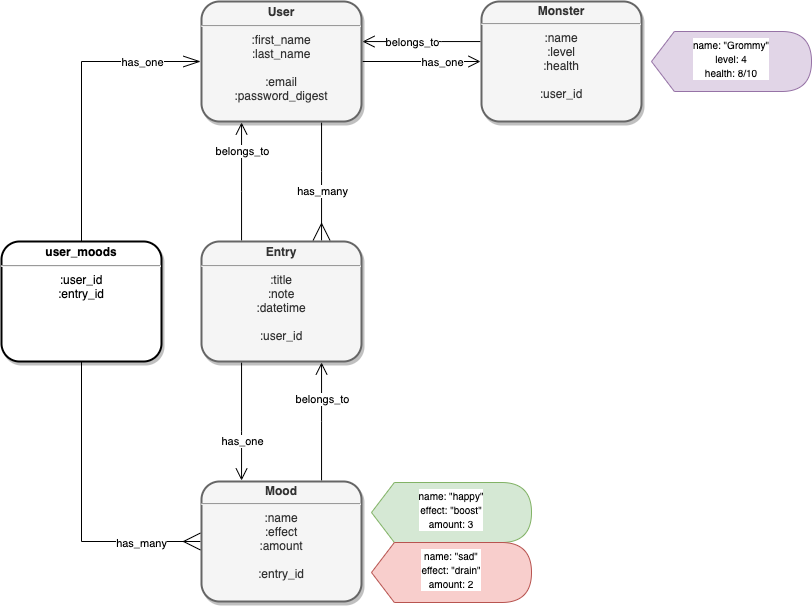 User
:first_name
:last_name
:email
:password_digest
Monster
:name
:level
:health
:user_id
name: "Grommy"
level: 4
health: 8/10
belongs_to
has_one
has_one
belongs_to
has_many
user_moods
:user_id
:entry_id
Entry
:title
:note
:datetime
:user_id
belongs_to
has_one
has_many
Mood
:name
:effect
:amount
:entry_id
name: "happy"
effect: "boost"
amount: 3
name: "sad"
effect: "drain"
amount: 2